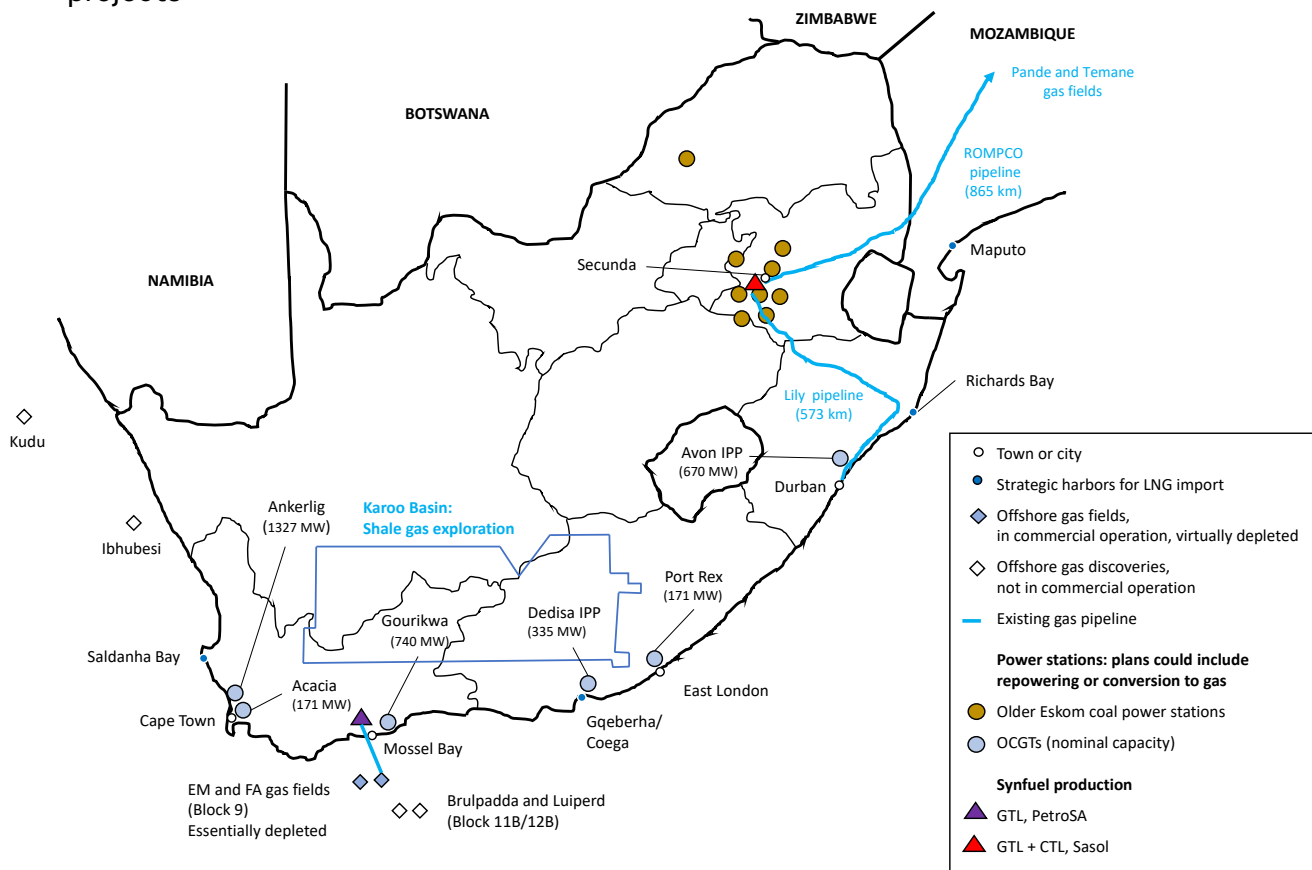 projects
ZIMBABWE
MOZAMBIQUE
Pande and Temane
gas fields
BOTSWANA
ROMPCO
pipeline
(865 km)
Secunda
Maputo
NAMIBIA
Richards Bay
Lily pipeline
(573 km)
Kudu
Avon IPP
(670 MW)
Durban
Ankerlig
(1327 MW)
Karoo Basin:
Shale gas exploration
Ibhubesi
Port Rex
(171 MW)
Gourikwa
(740 MW)
Dedisa IPP
(335 MW)
Saldanha Bay
Acacia
(171 MW)
East London
Cape Town
Gqeberha/
Coega
Mossel Bay
EM and FA gas fields
(Block 9)
Essentially depleted
Brulpadda and Luiperd
(Block 11B/12B)
Town or city
Strategic harbors for LNG import
Offshore gas fields,
in commercial operation, virtually depleted
Offshore gas discoveries,
not in commercial operation
Existing gas pipeline
Power stations: plans could include
repowering or conversion to gas
Older Eskom coal power stations
OCGTs (nominal capacity)
Synfuel production
GTL, PetroSA
GTL + CTL, Sasol